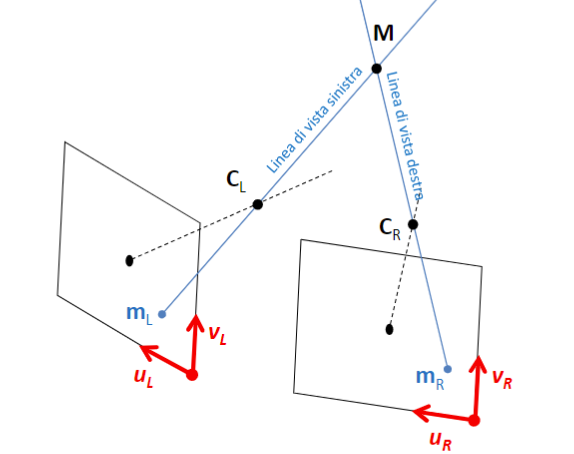 M
Linea di vista sinistra
Linea di vista destra
C_L
C_R
m_L
v_L
u_L
m_R
v_R
u_R